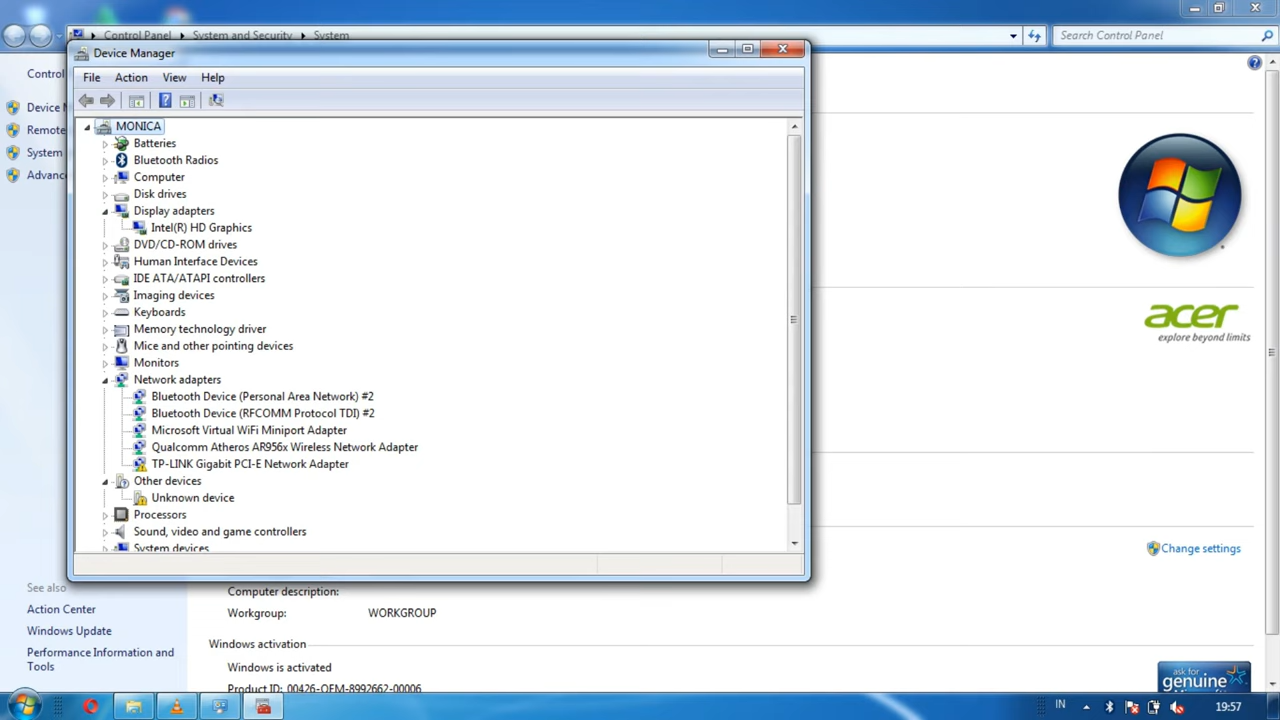 Control Panel System and Security System
Search Control Panel
Device Manager
Control
File Action View Help
Device M
Remote
System
Advanc
MONICA
Batteries
Bluetooth Radios
Computer
Disk drives
Display adapters
Intel(R) HD Graphics
DVD/CD-ROM drives
Human Interface Devices
IDE ATA/ATAPI controllers
Imaging devices
Keyboards
Memory technology driver
Mice and other pointing devices
Monitors
Network adapters
Bluetooth Device (Personal Area Network) #2
Bluetooth Device (RFCOMM Protocol TDI) #2
Microsoft Virtual WiFi Miniport Adapter
Qualcomm Atheros AR956x Wireless Network Adapter
TP-LINK Gigabit PCI-E Network Adapter
Other devices
Unknown device
Processors
Sound, video and game controllers
System devices
acer
explore beyond limits
Change settings
See also
Action Center
Windows Update
Performance Information and
Tools
Computer description:
Workgroup: WORKGROUP
Windows activation
Windows is activated
Product ID: 00426-OEM-8992662-00006
ask for
genuine
IN
19:57